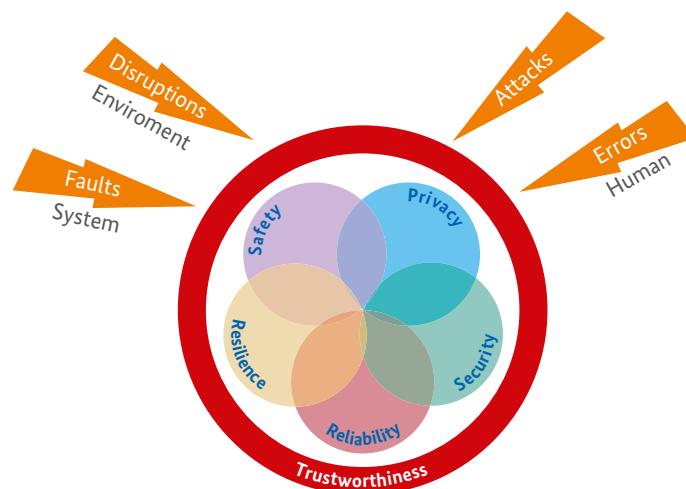 Disruptions
Enviroment
Attacks
Errors
Human
Faults
System
Safety
Privacy
Resilience
Security
Reliability
Trustworthiness